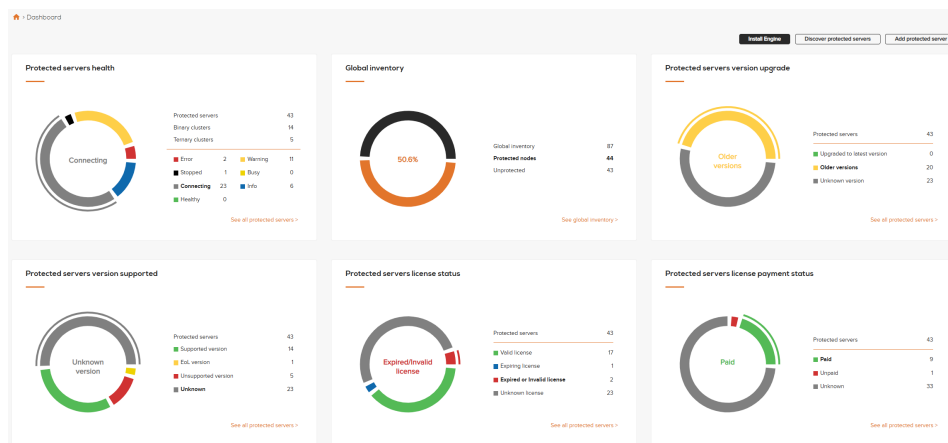 › Dashboard
Install Engine
Discover protected servers
Add protected server
Protected servers health
Connecting
Protected servers 43
Binary clusters 14
Ternary clusters 5
Error 2 Warning 11
Stopped 1 Busy 0
Connecting 23 Info 6
Healthy 0
See all protected servers >
Global inventory
50.6%
Global inventory 87
Protected nodes 44
Unprotected 43
See global inventory >
Protected servers version upgrade
Older
versions
Protected servers 43
Upgraded to latest version 0
Older versions 20
Unknown version 23
See all protected servers >
Protected servers version supported
Unknown
version
Protected servers 43
Supported version 14
EoL version 1
Unsupported version 5
Unknown 23
See all protected servers >
Protected servers license status
Expired/Invalid
license
Protected servers 43
Valid license 17
Expiring license 1
Expired or Invalid license 2
Unknown license 23
See all protected servers >
Protected servers license payment status
Paid
Protected servers 43
Paid 9
Unpaid 1
Unknown 33
See all protected servers >